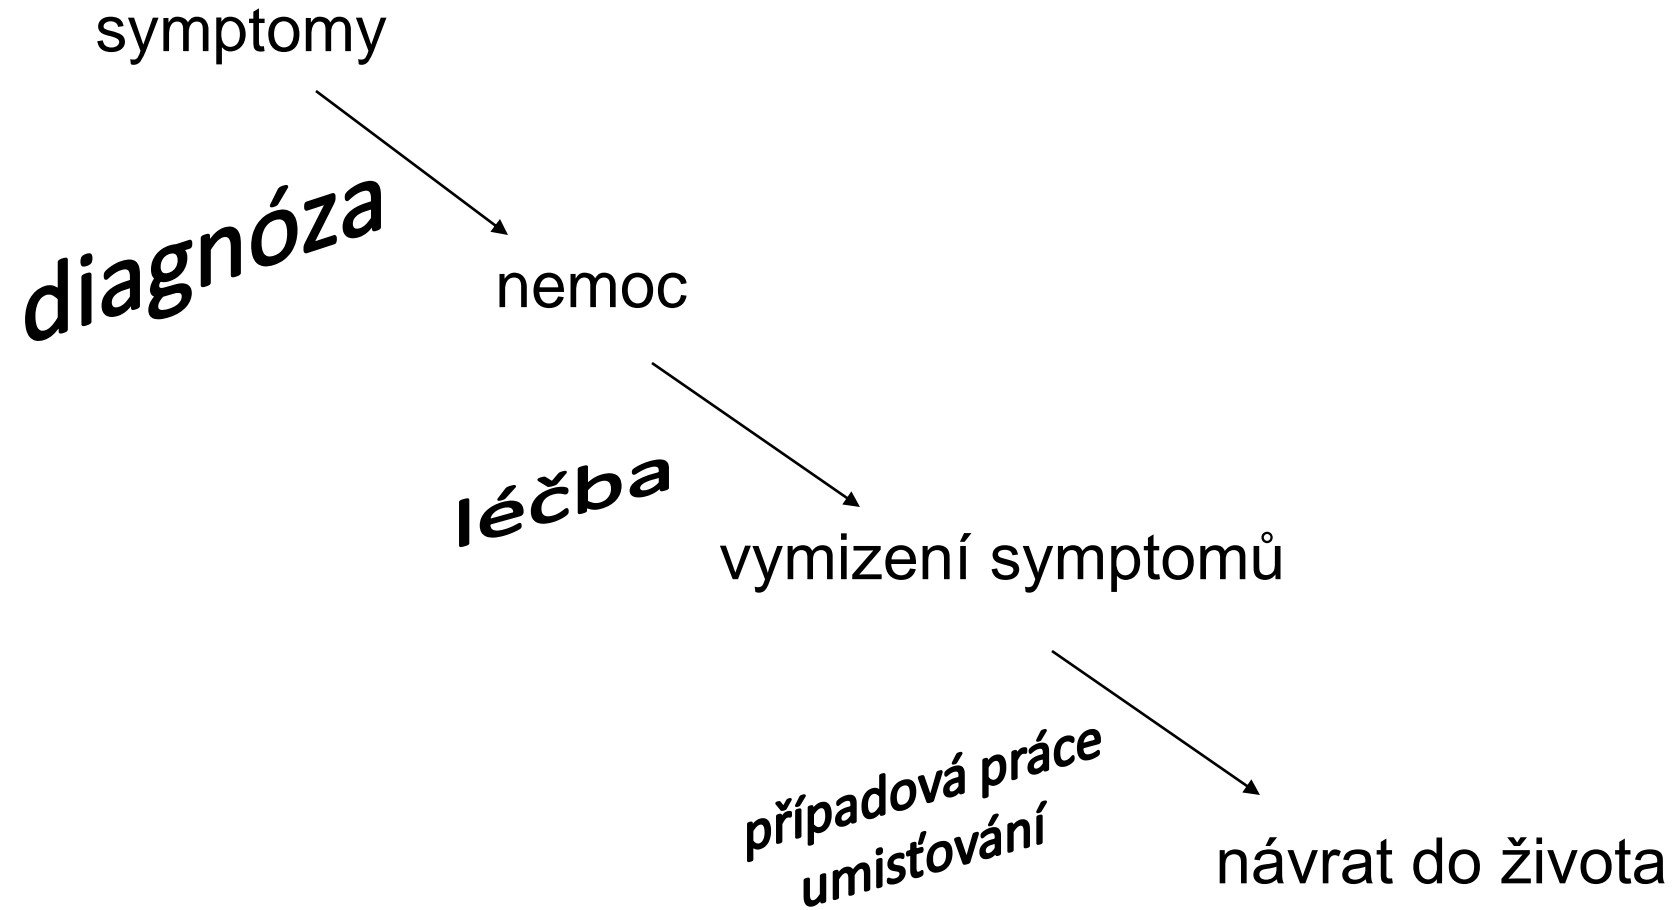 symptomy
diagnóza
nemoc
léčba
vymizení symptomů
případová práce
umisťování
návrat do života